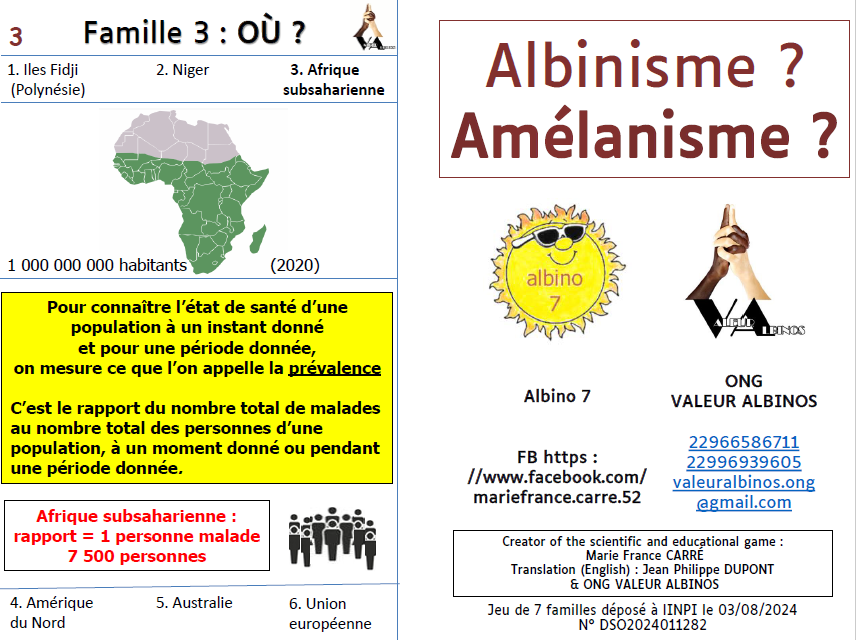 3
Famille 3 : OÙ ?
VALEUR ALBINOS
1. Iles Fidji
(Polynésie)
2. Niger
3. Afrique
subsaharienne
1 000 000 000 habitants
(2020)
Pour connaître l’état de santé d’une
population à un instant donné
et pour une période donnée,
on mesure ce que l’on appelle la prévalence
C’est le rapport du nombre total de malades
au nombre total des personnes d’une
population, à un moment donné ou pendant
une période donnée.
Afrique subsaharienne :
rapport = 1 personne malade
7 500 personnes
4. Amérique
du Nord
5. Australie
6. Union
européenne
Albinisme ?
Amélanisme ?
albino
7
VALEUR ALBINOS
Albino 7
FB https :
//www.facebook.com/
mariefrance.carre.52
ONG
VALEUR ALBINOS
22966586711
22996939605
valeuralbinos.ong
@gmail.com
Creator of the scientific and educational game :
Marie France CARRÉ
Translation (English) : Jean Philippe DUPONT
& ONG VALEUR ALBINOS
Jeu de 7 familles déposé à lINPI le 03/08/2024
N° DSO2024011282